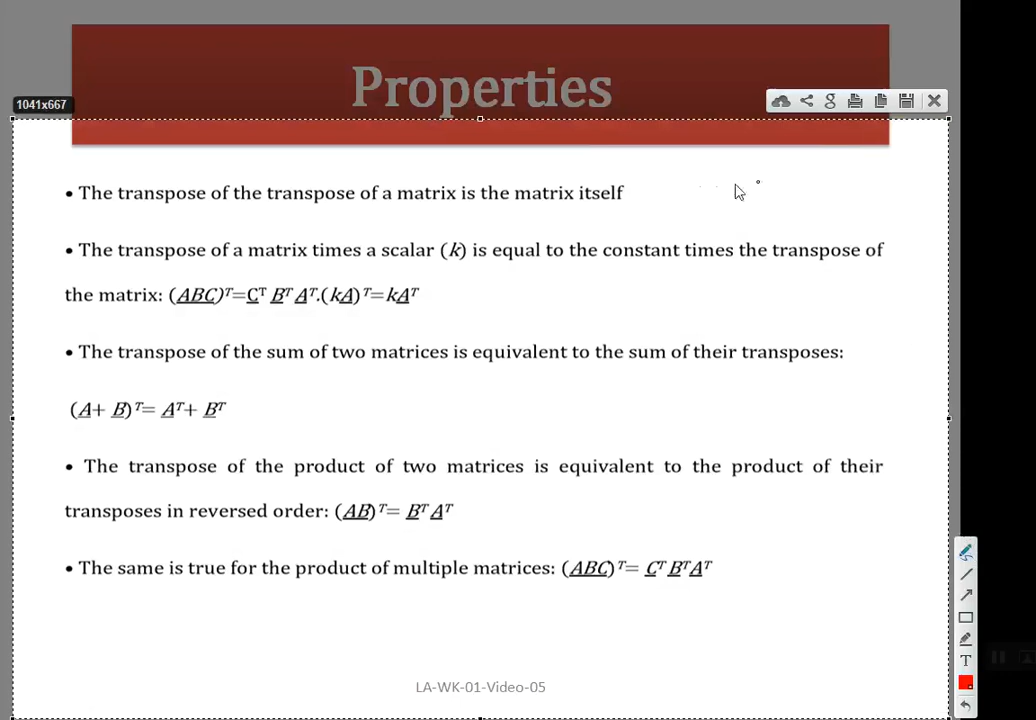 Properties
1041x667
• The transpose of the transpose of a matrix is the matrix itself
• The transpose of a matrix times a scalar (k) is equal to the constant times the transpose of
the matrix: (ABC)ᵀ=Cᵀ Bᵀ Aᵀ.(kA)ᵀ=kAᵀ
• The transpose of the sum of two matrices is equivalent to the sum of their transposes:
(A+ B)ᵀ= Aᵀ+ Bᵀ
• The transpose of the product of two matrices is equivalent to the product of their
transposes in reversed order: (AB)ᵀ= Bᵀ Aᵀ
• The same is true for the product of multiple matrices: (ABC)ᵀ= Cᵀ BᵀAᵀ
T
LA-WK-01-Video-05